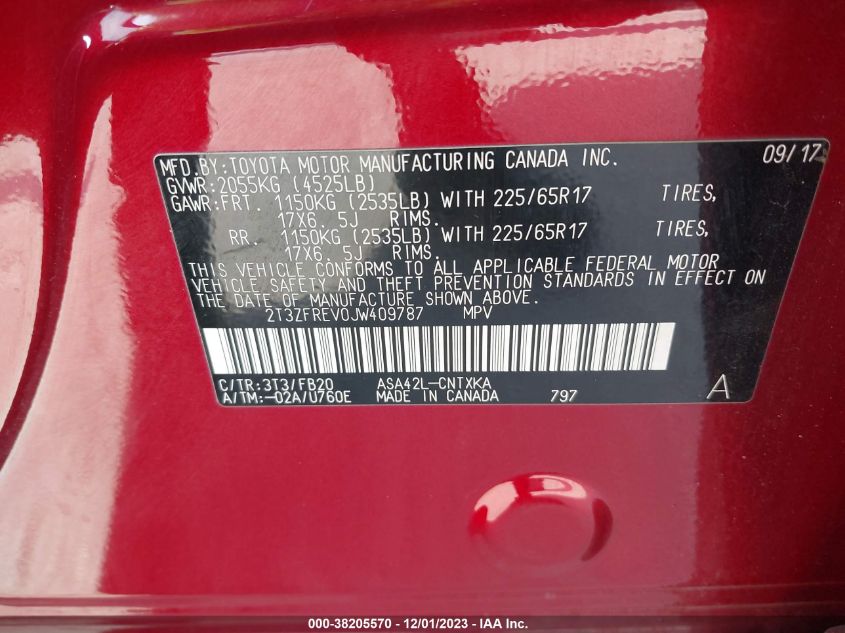 MFD.BY:TOYOTA MOTOR MANUFACTURING CANADA INC. 09/17
GVWR:2055KG (4525LB)
GAWR:FRT. 1150KG (2535LB) WITH 225/65R17 TIRES,
17X6.5J RIMS.
RR. 1150KG (2535LB) WITH 225/65R17 TIRES,
17X6.5J RIMS.
THIS VEHICLE CONFORMS TO ALL APPLICABLE FEDERAL MOTOR
VEHICLE SAFETY AND THEFT PREVENTION STANDARDS IN EFFECT ON
THE DATE OF MANUFACTURE SHOWN ABOVE.
2T3ZFREV0JW409787 MPV
C/TR:3T3/FB20 ASA42L-CNTXKA A
A/TM:-02A/U760E MADE IN CANADA 797
000-38205570 - 12/01/2023 - IAA Inc.